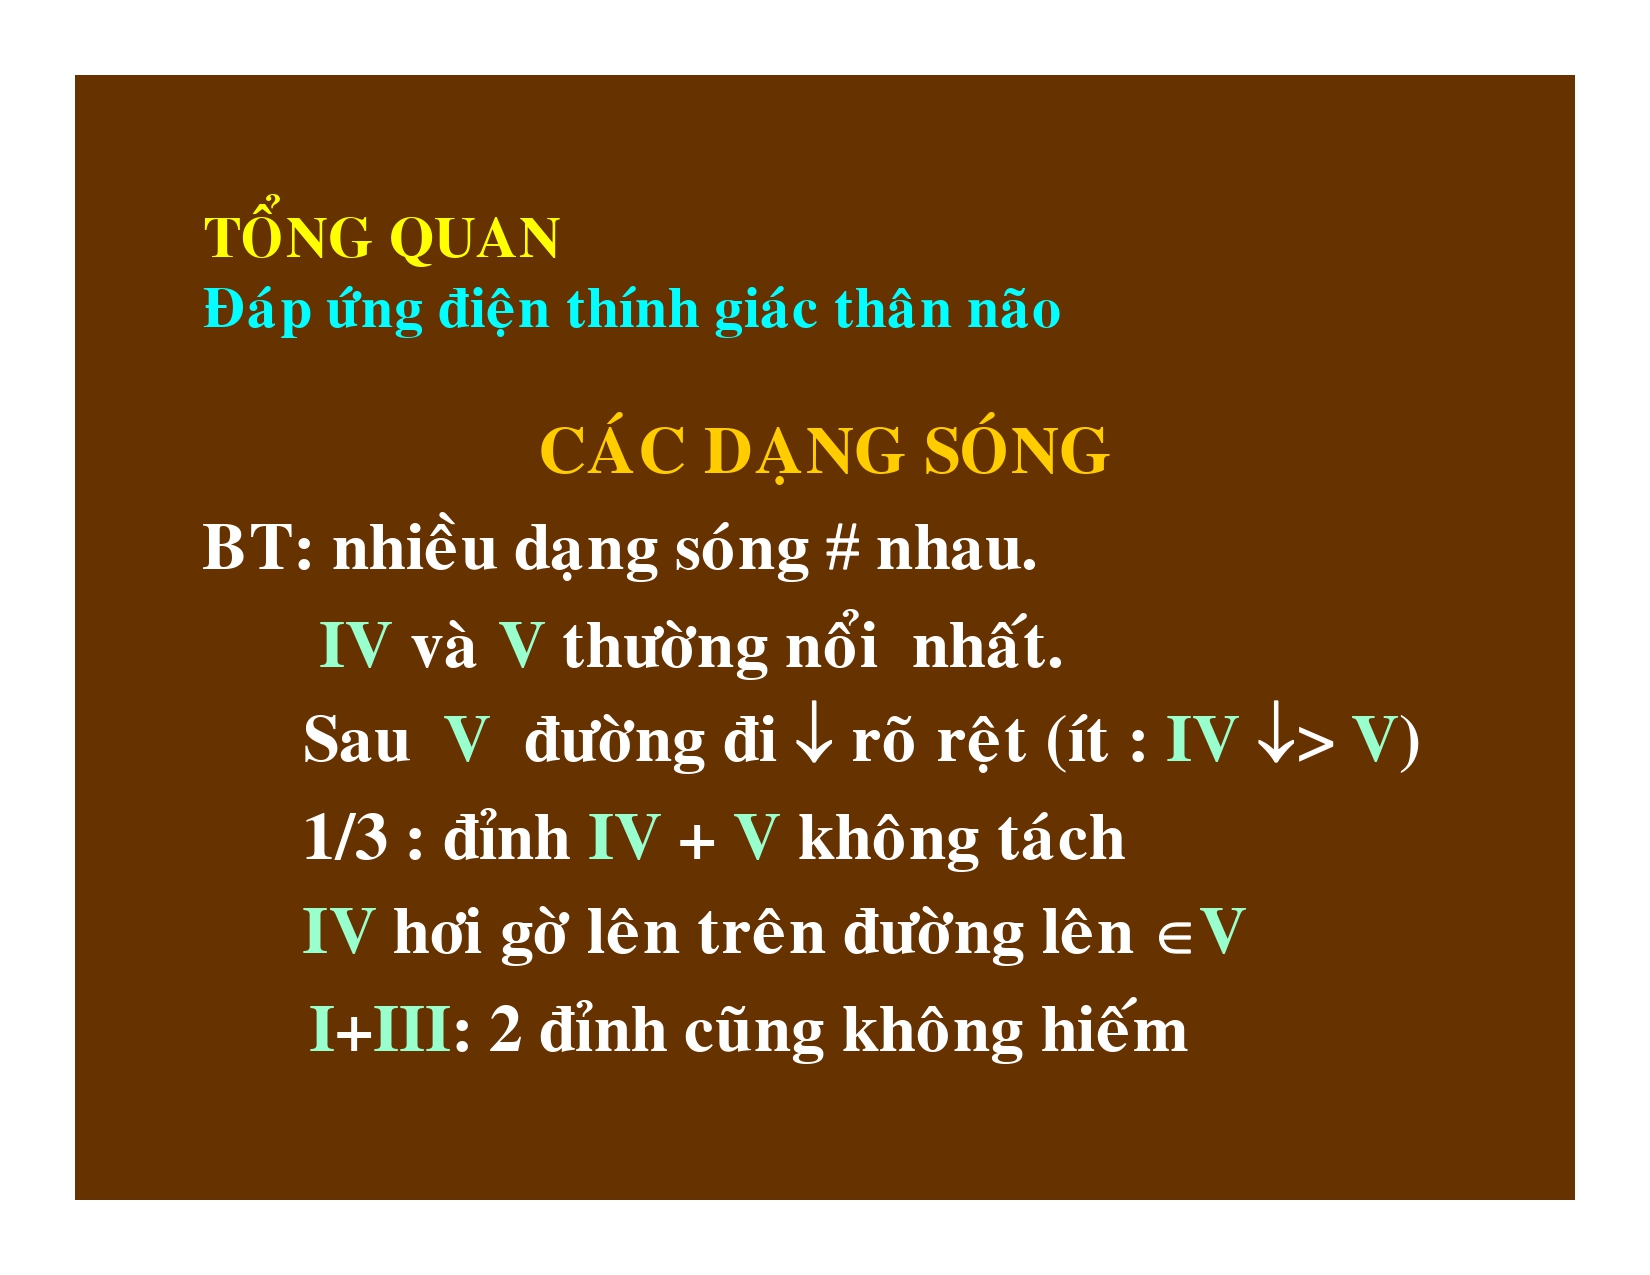 TỔNG QUAN
Đáp ứng điện thính giác thân não
CÁC DẠNG SÓNG
BT: nhiều dạng sóng # nhau.
IV và V thường nổi nhất.
Sau V đường đi ↓ rõ rệt (ít : IV ↓> V)
1/3 : đỉnh IV + V không tách
IV hơi gờ lên trên đường lên ∈V
I+III: 2 đỉnh cũng không hiếm